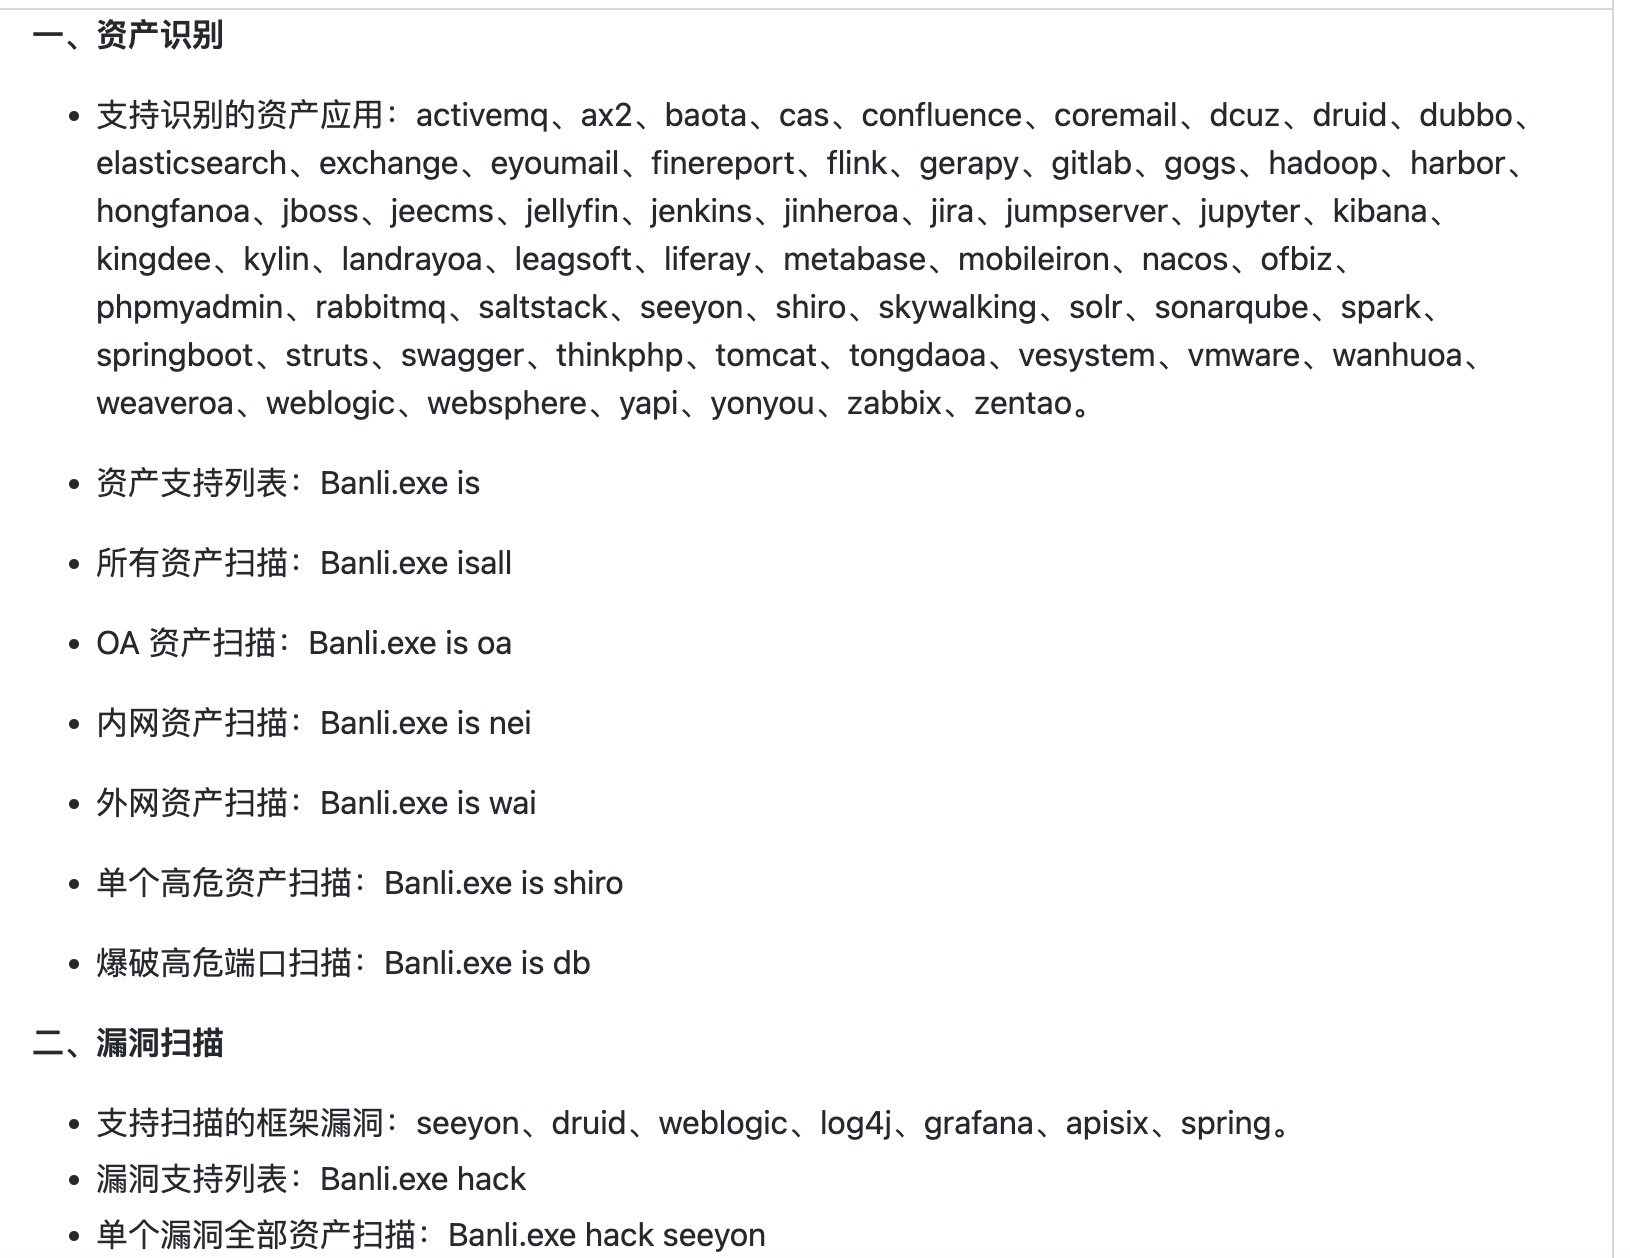 一、资产识别
• 支持识别的资产应用：activemq、ax2、baota、cas、confluence、coremail、dcuz、druid、dubbo、
elasticsearch、exchange、eyoumail、finereport、flink、gerapy、gitlab、gogs、hadoop、harbor、
hongfanoa、jboss、jeecms、jellyfin、jenkins、jinheroa、jira、jumpserver、jupyter、kibana、
kingdee、kylin、landrayoa、leagsoft、liferay、metabase、mobileiron、nacos、ofbiz、
phpmyadmin、rabbitmq、saltstack、seeyon、shiro、skywalking、solr、sonarqube、spark、
springboot、struts、swagger、thinkphp、tomcat、tongdaoa、vesystem、vmware、wanhuoa、
weaveroa、weblogic、websphere、yapi、yonyou、zabbix、zentao。
• 资产支持列表：Banli.exe is
• 所有资产扫描：Banli.exe isall
• OA 资产扫描：Banli.exe is oa
• 内网资产扫描：Banli.exe is nei
• 外网资产扫描：Banli.exe is wai
• 单个高危资产扫描：Banli.exe is shiro
• 爆破高危端口扫描：Banli.exe is db
二、漏洞扫描
• 支持扫描的框架漏洞：seeyon、druid、weblogic、log4j、grafana、apisix、spring。
• 漏洞支持列表：Banli.exe hack
• 单个漏洞全部资产扫描：Banli.exe hack seeyon